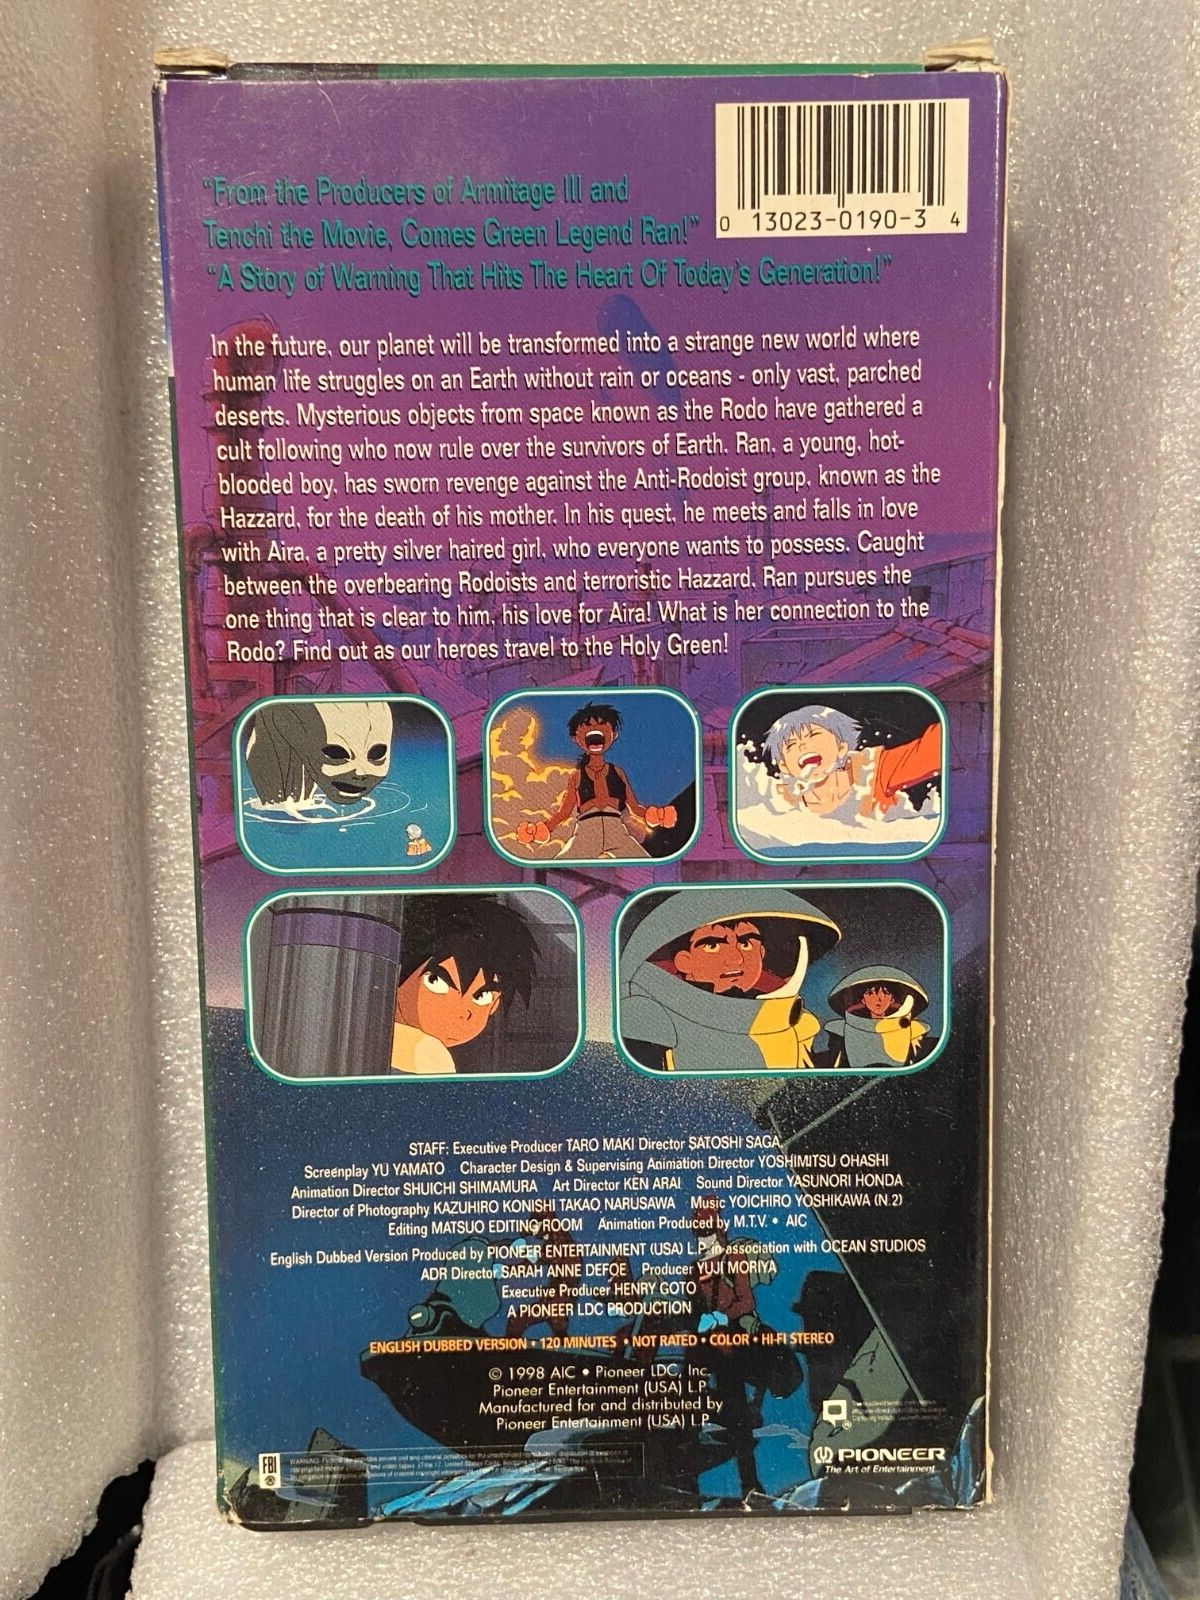 "From the Producers of Armitage III and
Tenchi the Movie, Comes Green Legend Ran!"
"A Story of Warning That Hits The Heart Of Today's Generation!"
0 13023-0190-3 4
In the future, our planet will be transformed into a strange new world where
human life struggles on an Earth without rain or oceans - only vast, parched
deserts. Mysterious objects from space known as the Rodo have gathered a
cult following who now rule over the survivors of Earth. Ran, a young, hot-
blooded boy, has sworn revenge against the Anti-Rodoist group, known as the
Hazzard, for the death of his mother. In his quest, he meets and falls in love
with Aira, a pretty silver haired girl, who everyone wants to possess. Caught
between the overbearing Rodoists and terroristic Hazzard, Ran pursues the
one thing that is clear to him, his love for Aira! What is her connection to the
Rodo? Find out as our heroes travel to the Holy Green!
STAFF: Executive Producer TARO MAKI Director SATOSHI SAGA,
Screenplay YU YAMATO Character Design & Supervising Animation Director YOSHIMITSU OHASHI
Animation Director SHUICHI SHIMAMURA Art Director KEN ARAI Sound Director YASUNORI HONDA
Director of Photography KAZUHIRO KONISHI TAKAO NARUSAWA Music YOICHIRO YOSHIKAWA (N.2)
Editing MATSUO EDITING ROOM Animation Produced by M.T.V. • AIC
English Dubbed Version Produced by PIONEER ENTERTAINMENT (USA) L.P. in association with OCEAN STUDIOS
ADR Director SARAH ANNE DEFOE Producer YUJI MORIYA
Executive Producer HENRY GOTO
A PIONEER LDC PRODUCTION
ENGLISH DUBBED VERSION • 120 MINUTES • NOT RATED • COLOR • HI-FI STEREO
© 1998 AIC • Pioneer LDC, Inc.
Pioneer Entertainment (USA) L.P.
Manufactured for and distributed by
Pioneer Entertainment (USA) L.P.
FBI
WARNING: Federal
PIONEER
The Art of Entertainment